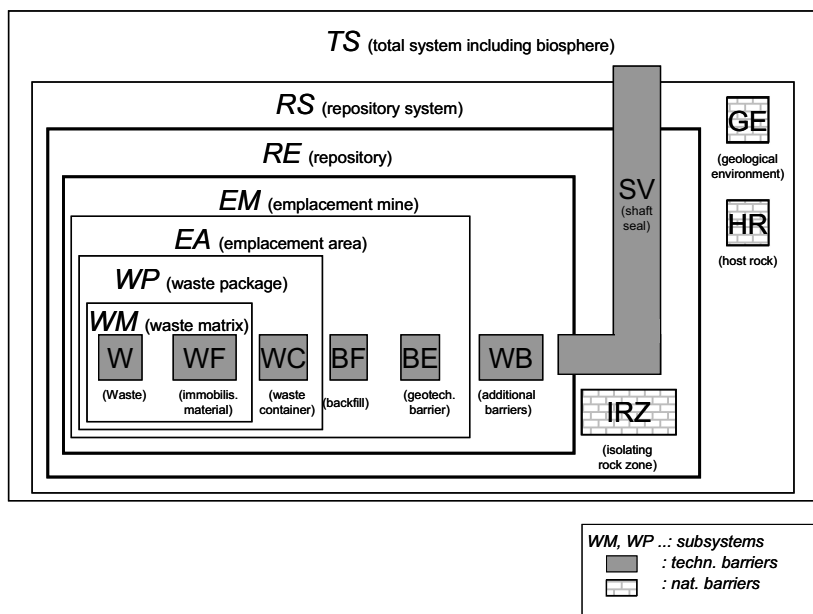 TS (total system including biosphere)
RS (repository system)
GE
(geological
environment)
RE (repository)
SV
(shaft
seal)
EM (emplacement mine)
HR
(host rock)
EA (emplacement area)
WP (waste package)
WM (waste matrix)
W WF WC BF BE WB
(Waste)
(immobilis.
material)
(waste
container)
(backfill)
(geotech.
barrier)
(additional
barriers)
IRZ
(isolating
rock zone)
WM, WP ..: subsystems
: techn. barriers
: nat. barriers